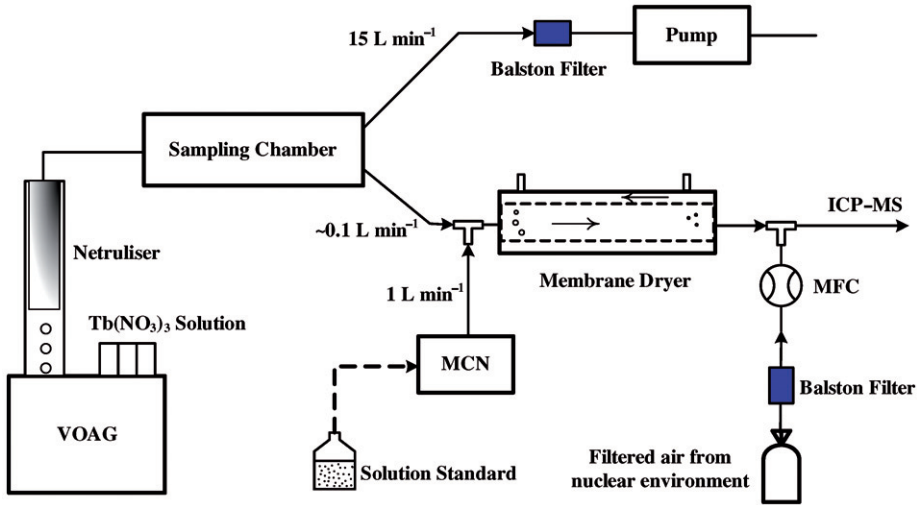 15 L min⁻¹
Balston Filter
Pump
Sampling Chamber
~0.1 L min⁻¹
ICP–MS
Netruliser
Membrane Dryer
MFC
1 L min⁻¹
Tb(NO₃)₃ Solution
MCN
Balston Filter
VOAG
Solution Standard
Filtered air from
nuclear environment